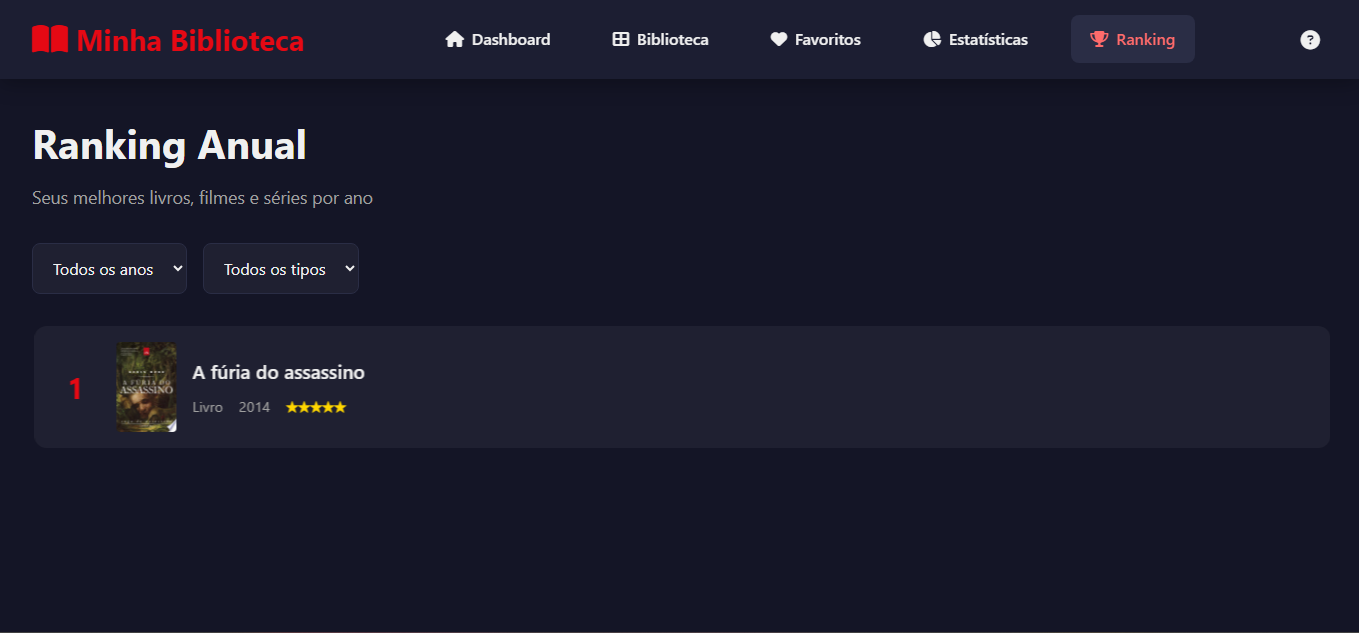 Minha Biblioteca
Dashboard
Biblioteca
Favoritos
Estatísticas
Ranking
?
Ranking Anual
Seus melhores livros, filmes e séries por ano
Todos os anos
Todos os tipos
1
A FÚRIA DO
ASSASSINO
A fúria do assassino
Livro 2014 ★★★★★